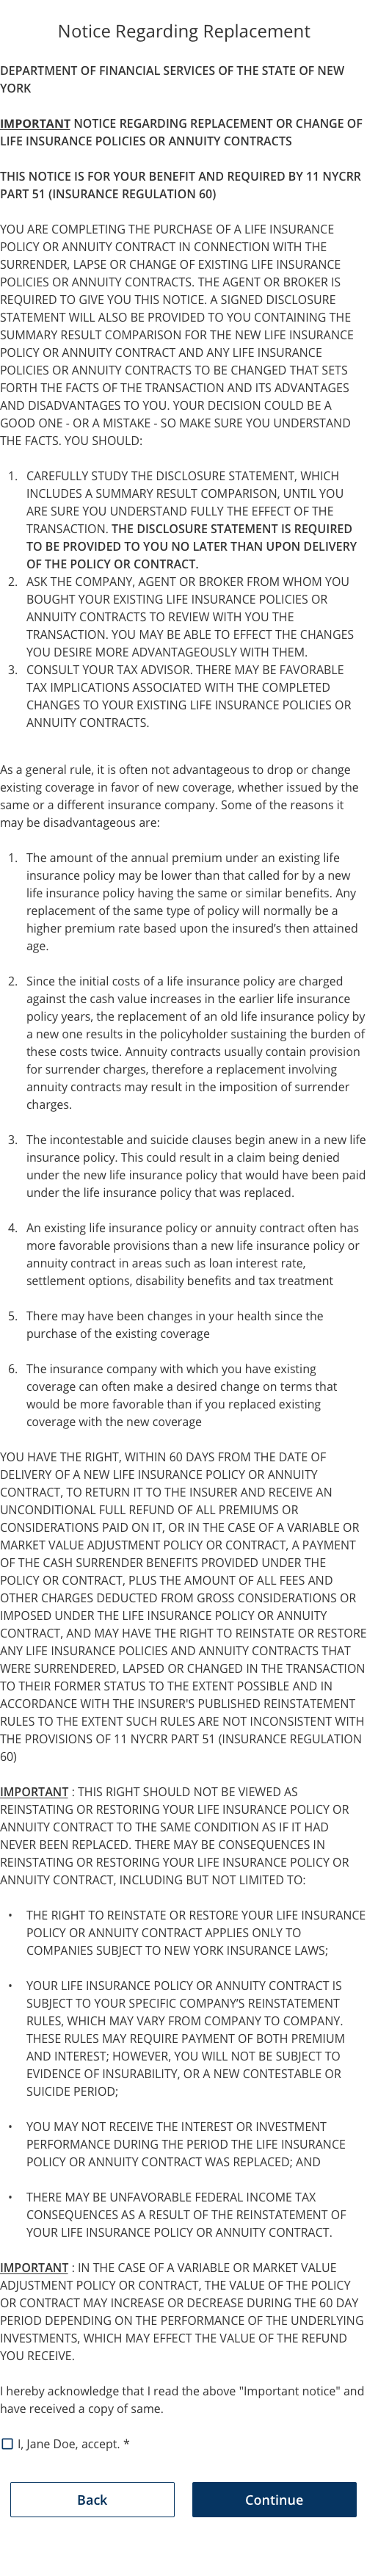 Notice Regarding Replacement
DEPARTMENT OF FINANCIAL SERVICES OF THE STATE OF NEW
YORK
IMPORTANT NOTICE REGARDING REPLACEMENT OR CHANGE OF
LIFE INSURANCE POLICIES OR ANNUITY CONTRACTS
THIS NOTICE IS FOR YOUR BENEFIT AND REQUIRED BY 11 NYCRR
PART 51 (INSURANCE REGULATION 60)
YOU ARE COMPLETING THE PURCHASE OF A LIFE INSURANCE
POLICY OR ANNUITY CONTRACT IN CONNECTION WITH THE
SURRENDER, LAPSE OR CHANGE OF EXISTING LIFE INSURANCE
POLICIES OR ANNUITY CONTRACTS. THE AGENT OR BROKER IS
REQUIRED TO GIVE YOU THIS NOTICE. A SIGNED DISCLOSURE
STATEMENT WILL ALSO BE PROVIDED TO YOU CONTAINING THE
SUMMARY RESULT COMPARISON FOR THE NEW LIFE INSURANCE
POLICY OR ANNUITY CONTRACT AND ANY LIFE INSURANCE
POLICIES OR ANNUITY CONTRACTS TO BE CHANGED THAT SETS
FORTH THE FACTS OF THE TRANSACTION AND ITS ADVANTAGES
AND DISADVANTAGES TO YOU. YOUR DECISION COULD BE A
GOOD ONE - OR A MISTAKE - SO MAKE SURE YOU UNDERSTAND
THE FACTS. YOU SHOULD:
1. CAREFULLY STUDY THE DISCLOSURE STATEMENT, WHICH
INCLUDES A SUMMARY RESULT COMPARISON, UNTIL YOU
ARE SURE YOU UNDERSTAND FULLY THE EFFECT OF THE
TRANSACTION. THE DISCLOSURE STATEMENT IS REQUIRED
TO BE PROVIDED TO YOU NO LATER THAN UPON DELIVERY
OF THE POLICY OR CONTRACT.
2. ASK THE COMPANY, AGENT OR BROKER FROM WHOM YOU
BOUGHT YOUR EXISTING LIFE INSURANCE POLICIES OR
ANNUITY CONTRACTS TO REVIEW WITH YOU THE
TRANSACTION. YOU MAY BE ABLE TO EFFECT THE CHANGES
YOU DESIRE MORE ADVANTAGEOUSLY WITH THEM.
3. CONSULT YOUR TAX ADVISOR. THERE MAY BE FAVORABLE
TAX IMPLICATIONS ASSOCIATED WITH THE COMPLETED
CHANGES TO YOUR EXISTING LIFE INSURANCE POLICIES OR
ANNUITY CONTRACTS.
As a general rule, it is often not advantageous to drop or change
existing coverage in favor of new coverage, whether issued by the
same or a different insurance company. Some of the reasons it
may be disadvantageous are:
1. The amount of the annual premium under an existing life
insurance policy may be lower than that called for by a new
life insurance policy having the same or similar benefits. Any
replacement of the same type of policy will normally be a
higher premium rate based upon the insured’s then attained
age.
2. Since the initial costs of a life insurance policy are charged
against the cash value increases in the earlier life insurance
policy years, the replacement of an old life insurance policy by
a new one results in the policyholder sustaining the burden of
these costs twice. Annuity contracts usually contain provision
for surrender charges, therefore a replacement involving
annuity contracts may result in the imposition of surrender
charges.
3. The incontestable and suicide clauses begin anew in a new life
insurance policy. This could result in a claim being denied
under the new life insurance policy that would have been paid
under the life insurance policy that was replaced.
4. An existing life insurance policy or annuity contract often has
more favorable provisions than a new life insurance policy or
annuity contract in areas such as loan interest rate,
settlement options, disability benefits and tax treatment
5. There may have been changes in your health since the
purchase of the existing coverage
6. The insurance company with which you have existing
coverage can often make a desired change on terms that
would be more favorable than if you replaced existing
coverage with the new coverage
YOU HAVE THE RIGHT, WITHIN 60 DAYS FROM THE DATE OF
DELIVERY OF A NEW LIFE INSURANCE POLICY OR ANNUITY
CONTRACT, TO RETURN IT TO THE INSURER AND RECEIVE AN
UNCONDITIONAL FULL REFUND OF ALL PREMIUMS OR
CONSIDERATIONS PAID ON IT, OR IN THE CASE OF A VARIABLE OR
MARKET VALUE ADJUSTMENT POLICY OR CONTRACT, A PAYMENT
OF THE CASH SURRENDER BENEFITS PROVIDED UNDER THE
POLICY OR CONTRACT, PLUS THE AMOUNT OF ALL FEES AND
OTHER CHARGES DEDUCTED FROM GROSS CONSIDERATIONS OR
IMPOSED UNDER THE LIFE INSURANCE POLICY OR ANNUITY
CONTRACT, AND MAY HAVE THE RIGHT TO REINSTATE OR RESTORE
ANY LIFE INSURANCE POLICIES AND ANNUITY CONTRACTS THAT
WERE SURRENDERED, LAPSED OR CHANGED IN THE TRANSACTION
TO THEIR FORMER STATUS TO THE EXTENT POSSIBLE AND IN
ACCORDANCE WITH THE INSURER'S PUBLISHED REINSTATEMENT
RULES TO THE EXTENT SUCH RULES ARE NOT INCONSISTENT WITH
THE PROVISIONS OF 11 NYCRR PART 51 (INSURANCE REGULATION
60)
IMPORTANT : THIS RIGHT SHOULD NOT BE VIEWED AS
REINSTATING OR RESTORING YOUR LIFE INSURANCE POLICY OR
ANNUITY CONTRACT TO THE SAME CONDITION AS IF IT HAD
NEVER BEEN REPLACED. THERE MAY BE CONSEQUENCES IN
REINSTATING OR RESTORING YOUR LIFE INSURANCE POLICY OR
ANNUITY CONTRACT, INCLUDING BUT NOT LIMITED TO:
• THE RIGHT TO REINSTATE OR RESTORE YOUR LIFE INSURANCE
POLICY OR ANNUITY CONTRACT APPLIES ONLY TO
COMPANIES SUBJECT TO NEW YORK INSURANCE LAWS;
• YOUR LIFE INSURANCE POLICY OR ANNUITY CONTRACT IS
SUBJECT TO YOUR SPECIFIC COMPANY’S REINSTATEMENT
RULES, WHICH MAY VARY FROM COMPANY TO COMPANY.
THESE RULES MAY REQUIRE PAYMENT OF BOTH PREMIUM
AND INTEREST; HOWEVER, YOU WILL NOT BE SUBJECT TO
EVIDENCE OF INSURABILITY, OR A NEW CONTESTABLE OR
SUICIDE PERIOD;
• YOU MAY NOT RECEIVE THE INTEREST OR INVESTMENT
PERFORMANCE DURING THE PERIOD THE LIFE INSURANCE
POLICY OR ANNUITY CONTRACT WAS REPLACED; AND
• THERE MAY BE UNFAVORABLE FEDERAL INCOME TAX
CONSEQUENCES AS A RESULT OF THE REINSTATEMENT OF
YOUR LIFE INSURANCE POLICY OR ANNUITY CONTRACT.
IMPORTANT : IN THE CASE OF A VARIABLE OR MARKET VALUE
ADJUSTMENT POLICY OR CONTRACT, THE VALUE OF THE POLICY
OR CONTRACT MAY INCREASE OR DECREASE DURING THE 60 DAY
PERIOD DEPENDING ON THE PERFORMANCE OF THE UNDERLYING
INVESTMENTS, WHICH MAY EFFECT THE VALUE OF THE REFUND
YOU RECEIVE.
I hereby acknowledge that I read the above "Important notice" and
have received a copy of same.
I, Jane Doe, accept. *
Back
Continue